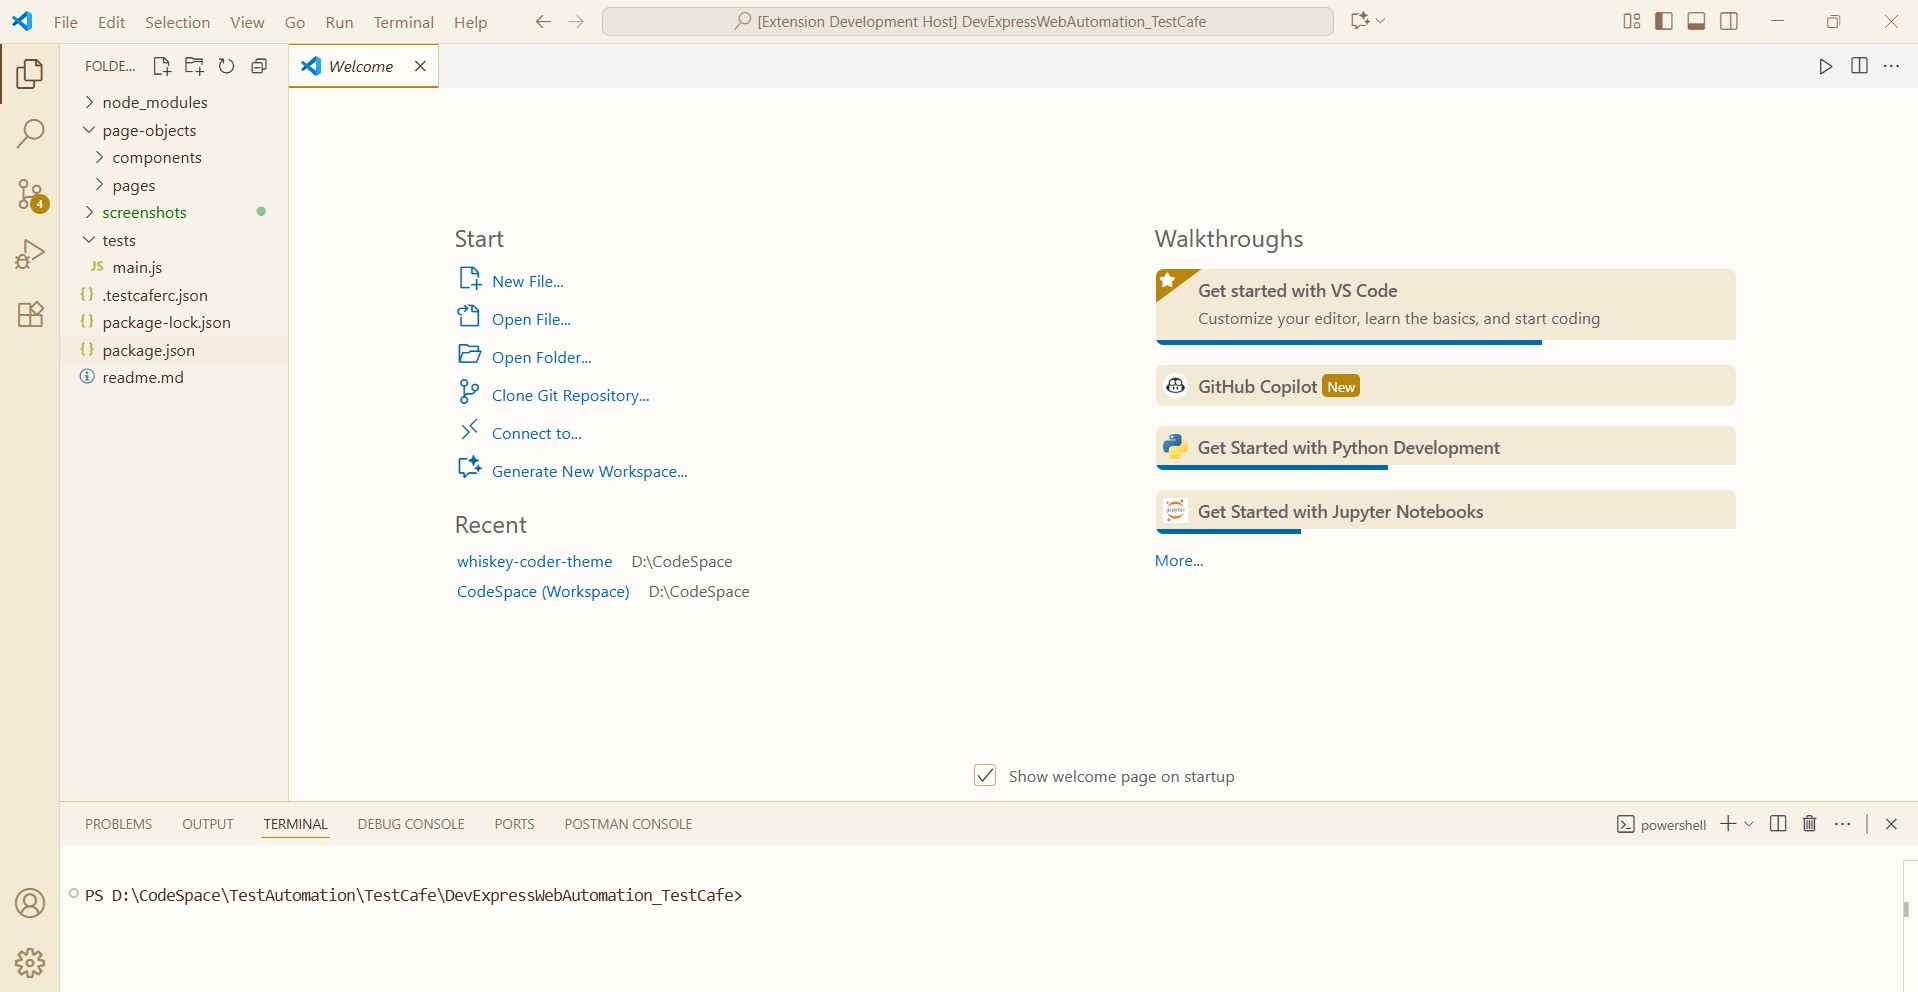 File Edit Selection View Go Run Terminal Help [Extension Development Host] DevExpressWebAutomation_TestCafe
FOLDE...
Welcome
node_modules
page-objects
components
pages
screenshots
tests
JS main.js
{} .testcaferc.json
{} package-lock.json
{} package.json
readme.md
4
Start
New File...
Open File...
Open Folder...
Clone Git Repository...
Connect to...
Generate New Workspace...
Recent
whiskey-coder-theme D:\CodeSpace
CodeSpace (Workspace) D:\CodeSpace
Walkthroughs
Get started with VS Code
Customize your editor, learn the basics, and start coding
GitHub Copilot New
Get Started with Python Development
jupyter Get Started with Jupyter Notebooks
More...
Show welcome page on startup
PROBLEMS OUTPUT TERMINAL DEBUG CONSOLE PORTS POSTMAN CONSOLE powershell
PS D:\CodeSpace\TestAutomation\TestCafe\DevExpressWebAutomation_TestCafe>